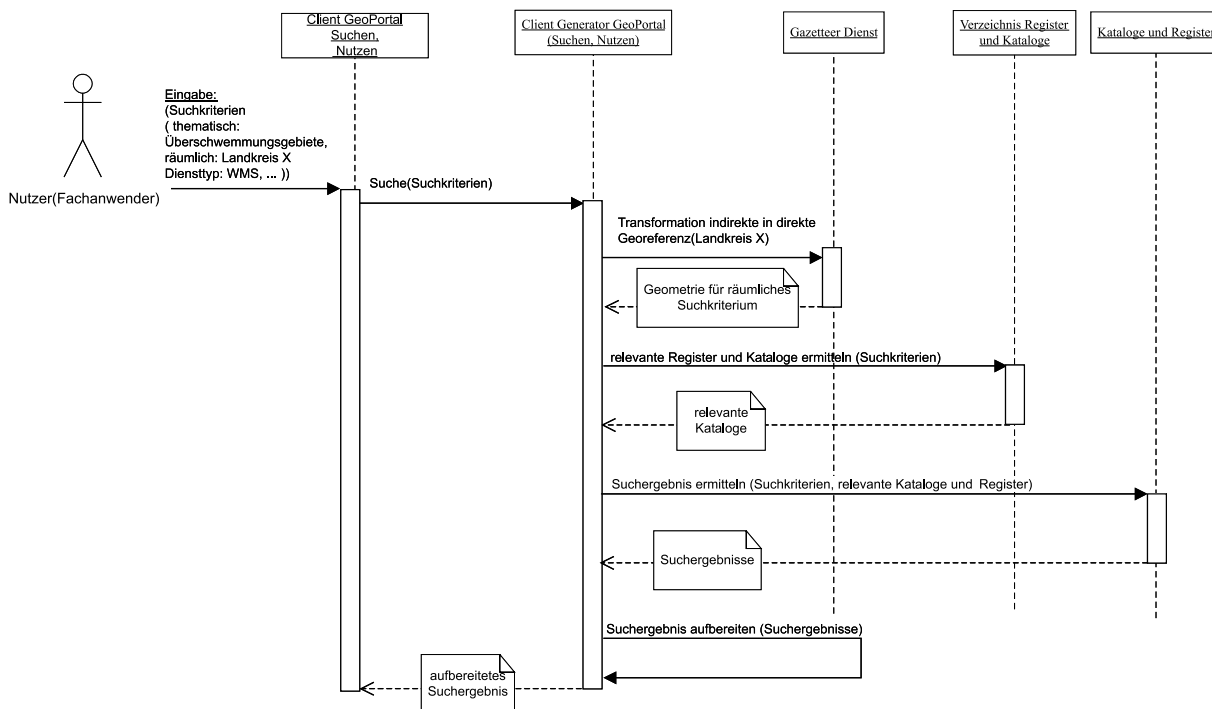 Client GeoPortal
Suchen,
Nutzen
Client Generator GeoPortal
(Suchen, Nutzen)
Gazetteer Dienst
Verzeichnis Register
und Kataloge
Kataloge und Register
Eingabe:
(Suchkriterien
( thematisch:
Überschwemmungsgebiete,
räumlich: Landkreis X
Diensttyp: WMS, ... ))
Nutzer(Fachanwender)
Suche(Suchkriterien)
Transformation indirekte in direkte
Georeferenz(Landkreis X)
Geometrie für räumliches
Suchkriterium
relevante Register und Kataloge ermitteln (Suchkriterien)
relevante
Kataloge
Suchergebnis ermitteln (Suchkriterien, relevante Kataloge und Register)
Suchergebnisse
Suchergebnis aufbereiten (Suchergebnisse)
aufbereitetes
Suchergebnis